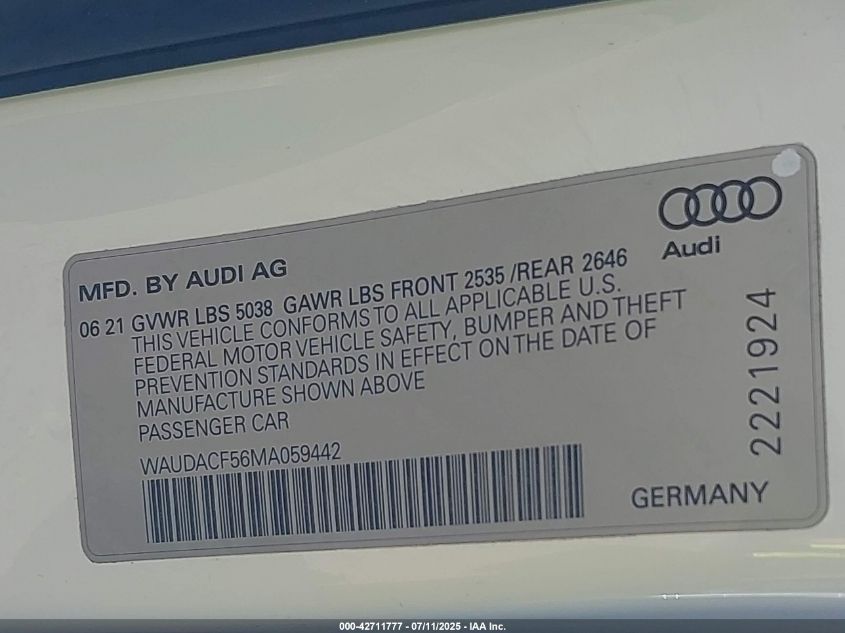 Audi
MFD. BY AUDI AG
06 21 GVWR LBS 5038 GAWR LBS FRONT 2535 /REAR 2646
THIS VEHICLE CONFORMS TO ALL APPLICABLE U.S.
FEDERAL MOTOR VEHICLE SAFETY, BUMPER AND THEFT
PREVENTION STANDARDS IN EFFECT ON THE DATE OF
MANUFACTURE SHOWN ABOVE
PASSENGER CAR
WAUDACF56MA059442
2221924
GERMANY
000-42711777 - 07/11/2025 - IAA Inc.